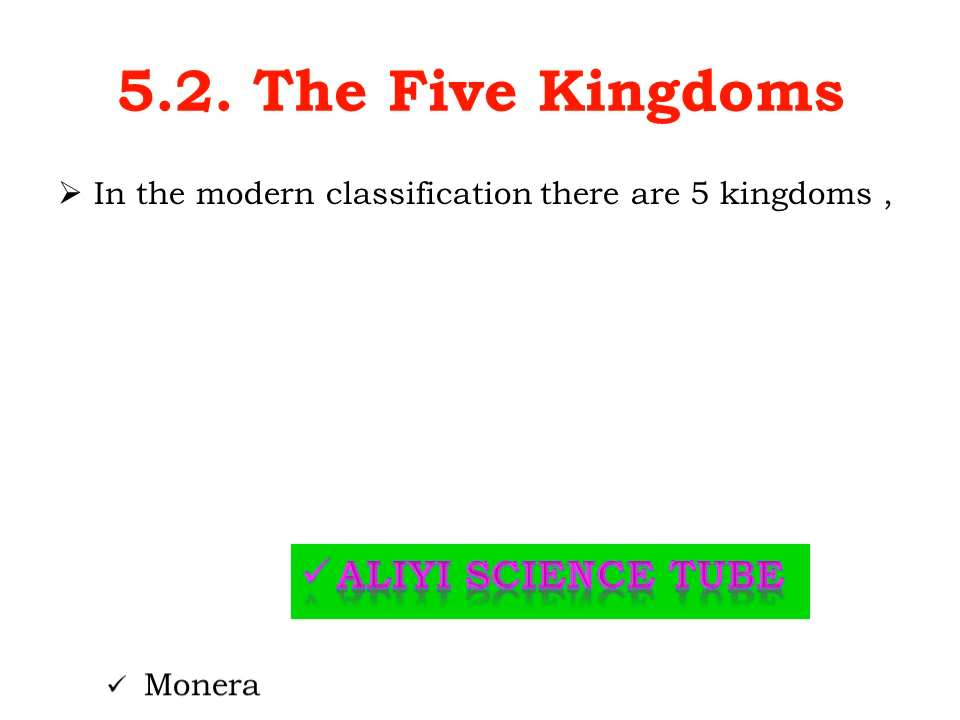 5.2. The Five Kingdoms
➢ In the modern classification there are 5 kingdoms ,
✓ALIYI SCIENCE TUBE
✓ Monera